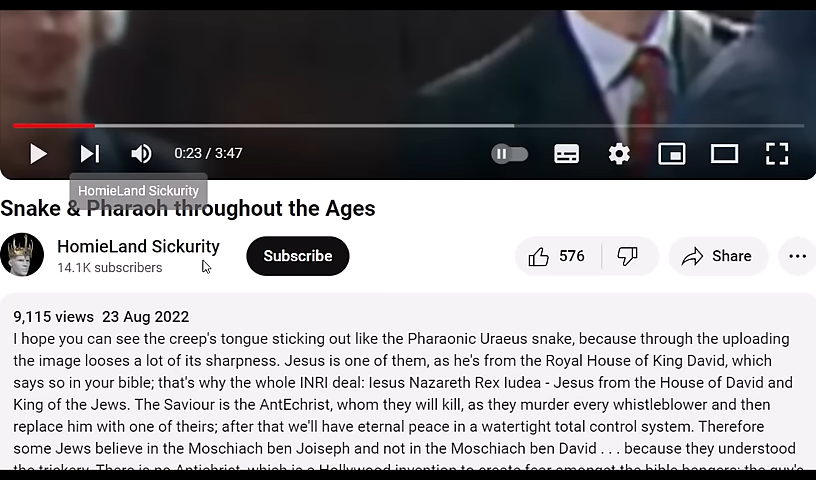 0:23 / 3:47
HomieLand Sickurity
Snake & Pharaoh throughout the Ages
HomieLand Sickurity
14.1K subscribers
Subscribe
576
Share
9,115 views 23 Aug 2022
I hope you can see the creep's tongue sticking out like the Pharaonic Uraeus snake, because through the uploading
the image looses a lot of its sharpness. Jesus is one of them, as he's from the Royal House of King David, which
says so in your bible; that's why the whole INRI deal: Iesus Nazareth Rex Iudea - Jesus from the House of David and
King of the Jews. The Saviour is the AntEchrist, whom they will kill, as they murder every whistleblower and then
replace him with one of theirs; after that we'll have eternal peace in a watertight total control system. Therefore
some Jews believe in the Moschiach ben Joiseph and not in the Moschiach ben David . . . because they understood
the trickery. There is no Antichrist, which is a Hollywood invention to create fear amongst the bible bangers; the guy's